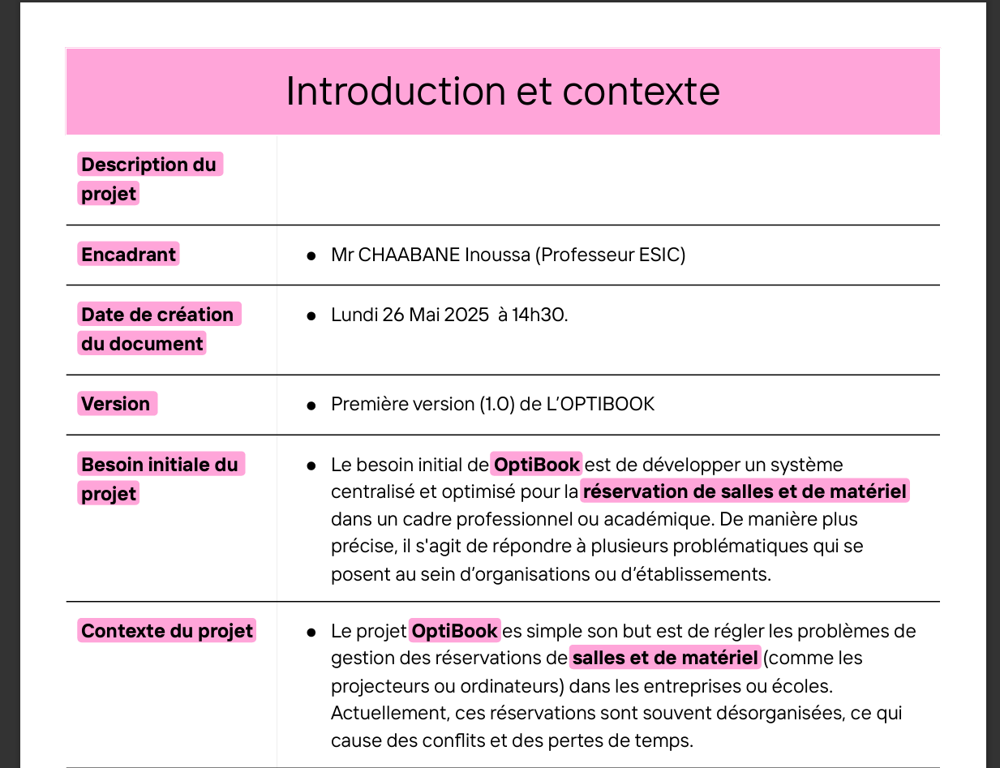 Introduction et contexte
Description du
projet
Encadrant
● Mr CHAABANE Inoussa (Professeur ESIC)
Date de création
du document
● Lundi 26 Mai 2025  à 14h30.
Version
● Première version (1.0) de L’OPTIBOOK
Besoin initiale du
projet
● Le besoin initial de OptiBook est de développer un système
centralisé et optimisé pour la réservation de salles et de matériel
dans un cadre professionnel ou académique. De manière plus
précise, il s'agit de répondre à plusieurs problématiques qui se
posent au sein d’organisations ou d’établissements.
Contexte du projet
● Le projet OptiBook es simple son but est de régler les problèmes de
gestion des réservations de salles et de matériel (comme les
projecteurs ou ordinateurs) dans les entreprises ou écoles.
Actuellement, ces réservations sont souvent désorganisées, ce qui
cause des conflits et des pertes de temps.